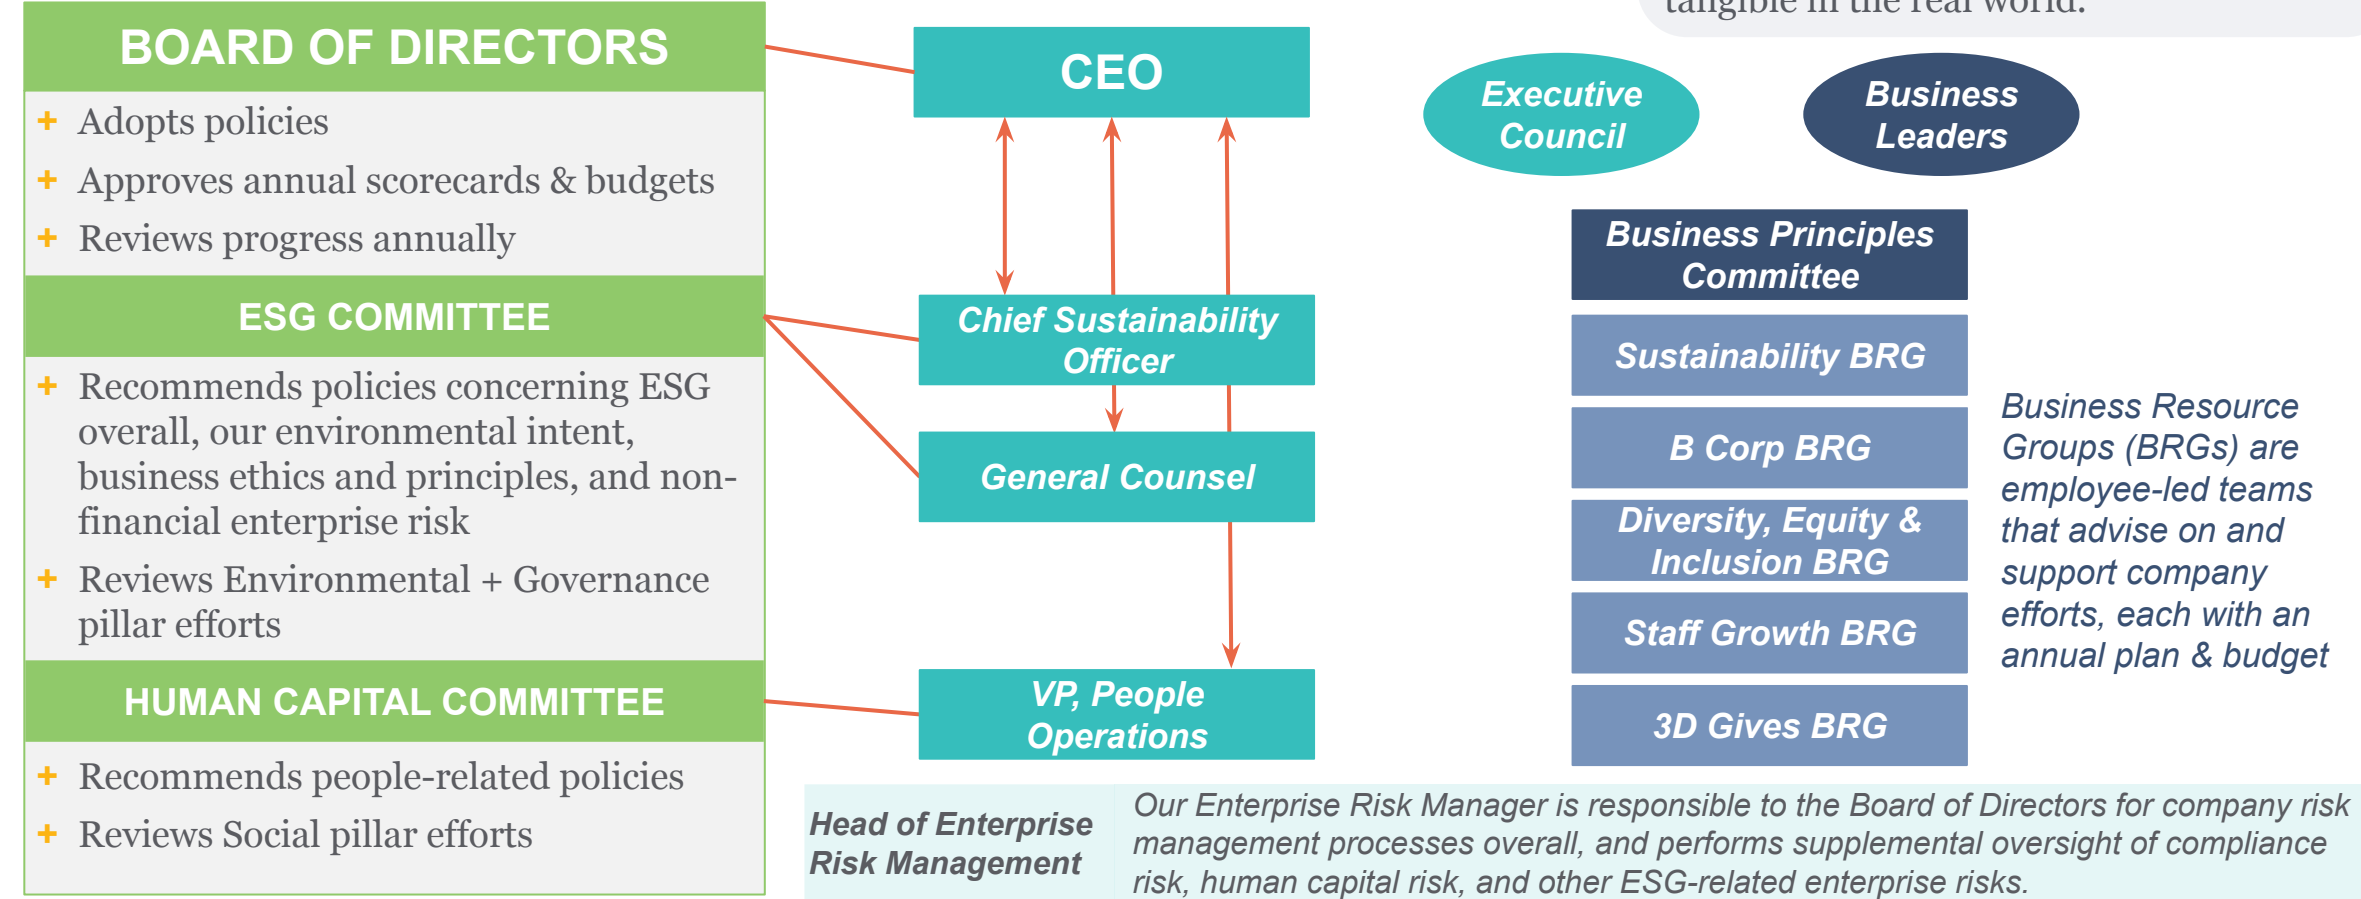 tangible in the real world.
BOARD OF DIRECTORS
+ Adopts policies
+ Approves annual scorecards & budgets
+ Reviews progress annually
ESG COMMITTEE
+ Recommends policies concerning ESG
overall, our environmental intent,
business ethics and principles, and non-
financial enterprise risk
+ Reviews Environmental + Governance
pillar efforts
HUMAN CAPITAL COMMITTEE
+ Recommends people-related policies
+ Reviews Social pillar efforts
CEO
Chief Sustainability
Officer
General Counsel
VP, People
Operations
Executive
Council
Business
Leaders
Business Principles
Committee
Sustainability BRG
B Corp BRG
Diversity, Equity &
Inclusion BRG
Staff Growth BRG
3D Gives BRG
Business Resource
Groups (BRGs) are
employee-led teams
that advise on and
support company
efforts, each with an
annual plan & budget
Head of Enterprise
Risk Management
Our Enterprise Risk Manager is responsible to the Board of Directors for company risk
management processes overall, and performs supplemental oversight of compliance
risk, human capital risk, and other ESG-related enterprise risks.